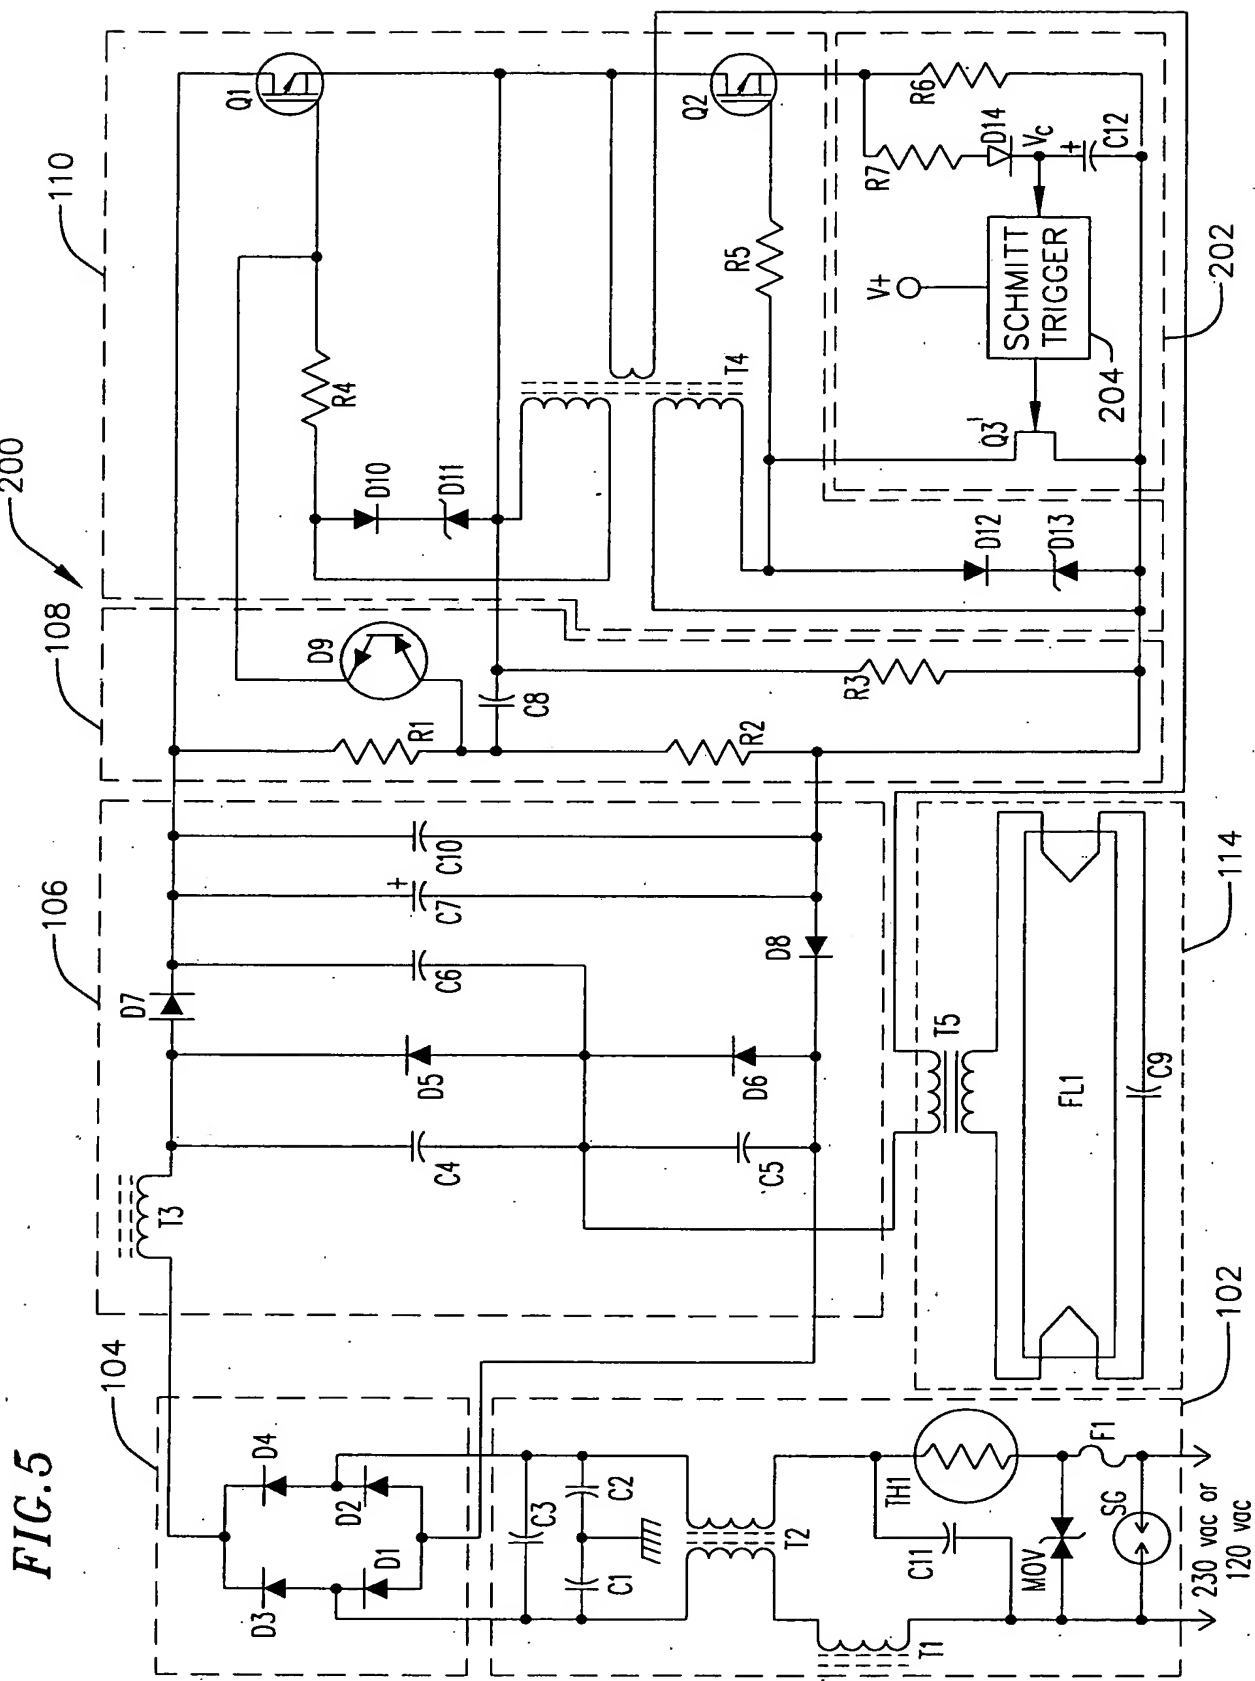 FIG.5
200
104
106
108
110
D3
D4
D1
D2
T3
D7
C4
D5
C6
C7
+
C10
C5
D6
D8
R1
D9
C8
R2
R3
D10
D11
R4
Q1
T4
R5
Q2
D12
D13
Q3'
SCHMITT
TRIGGER
204
V+
R7
D14
Vc
+
C12
R6
202
C3
C1
C2
T2
T1
C11
TH1
MOV
F1
SG
230 vac or
120 vac
102
T5
FL1
C9
114